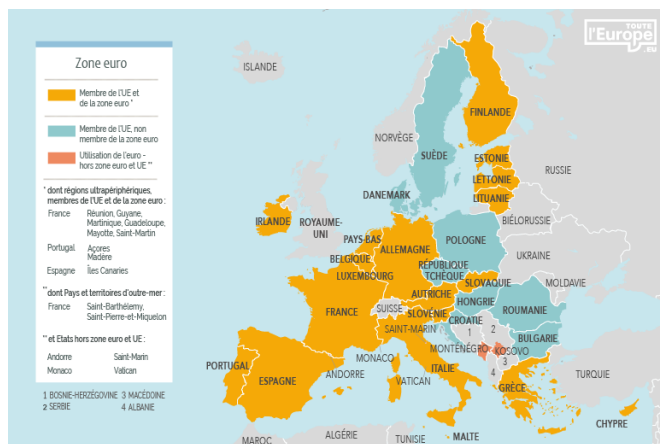 TOUTE
l'Europe
.EU
Zone euro
Membre de l'UE et
de la zone euro *
Membre de l'UE, non
membre de la zone euro
Utilisation de l'euro -
hors zone euro et UE **
* dont régions ultrapériphériques,
membres de l'UE et de la zone euro :
France
Réunion, Guyane,
Martinique, Guadeloupe,
Mayotte, Saint-Martin
Portugal
Açores
Madère
Espagne
Îles Canaries
** dont Pays et territoires d'outre-mer :
France
Saint-Barthélemy,
Saint-Pierre-et-Miquelon
** et Etats hors zone euro et UE :
Andorre
Saint-Marin
Monaco
Vatican
1 BOSNIE-HERZÉGOVINE 3 MACÉDOINE
2 SERBIE 4 ALBANIE
ISLANDE
FINLANDE
NORVÈGE
SUÈDE
ESTONIE
RUSSIE
LETTONIE
LITUANIE
DANEMARK
IRLANDE
ROYAUME-
UNI
BIÉLORUSSIE
PAYS-BAS
ALLEMAGNE
POLOGNE
BELGIQUE
UKRAINE
LUXEMBOURG
RÉPUBLIQUE
TCHÈQUE
MOLDAVIE
SLOVAQUIE
AUTRICHE
HONGRIE
FRANCE
SUISSE
SLOVÉNIE
ROUMANIE
CROATIE
SAINT-MARIN
1
2
BULGARIE
MONTÉNÉGRO
KOSOVO
MONACO
3
4
PORTUGAL
ESPAGNE
ANDORRE
VATICAN
ITALIE
TURQUIE
GRÈCE
CHYPRE
MAROC
ALGÉRIE
TUNISIE
MALTE